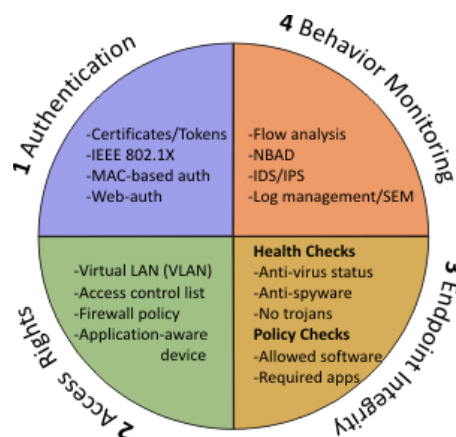 1 Authentication
-Certificates/Tokens
-IEEE 802.1X
-MAC-based auth
-Web-auth
2 Access Rights
-Virtual LAN (VLAN)
-Access control list
-Firewall policy
-Application-aware
device
3 Endpoint Integrity
Health Checks
-Anti-virus status
-Anti-spyware
-No trojans
Policy Checks
-Allowed software
-Required apps
4 Behavior Monitoring
-Flow analysis
-NBAD
-IDS/IPS
-Log management/SEM